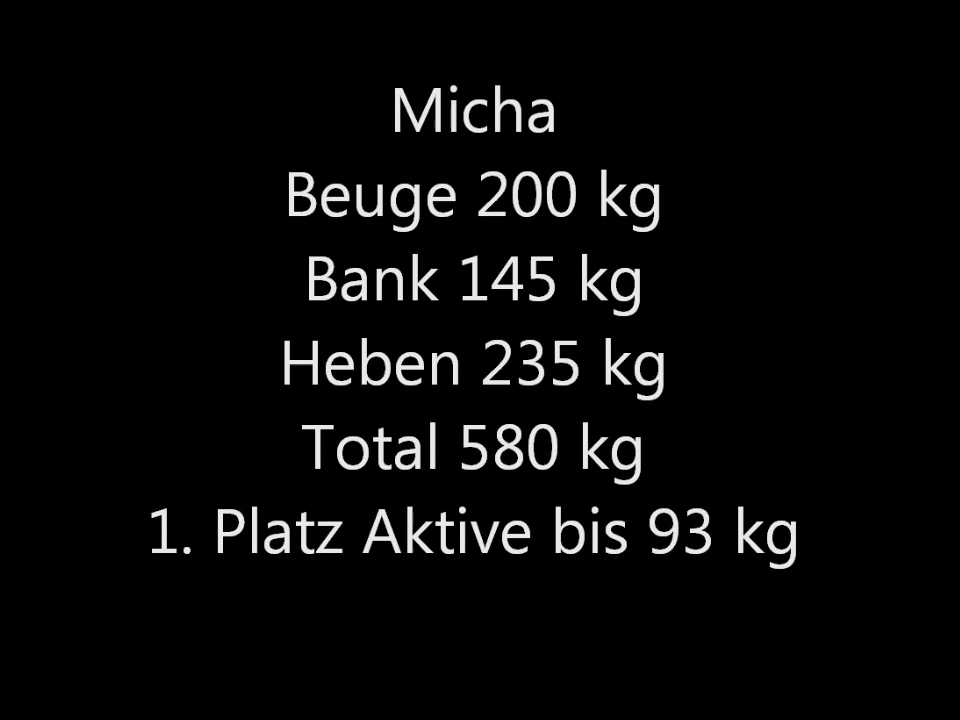 Micha
Beuge 200 kg
Bank 145 kg
Heben 235 kg
Total 580 kg
1. Platz Aktive bis 93 kg